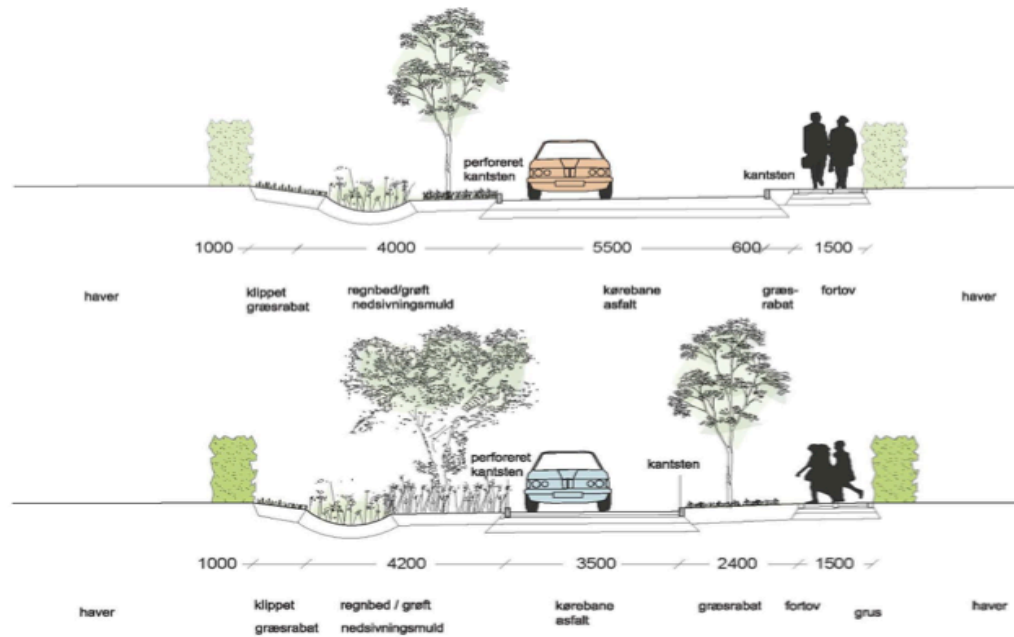 perforeret
kantsten
kantsten
1000 4000 5500 600 1500
haver
klippet
græsrabat
regnbed/grøft
nedsivningsmuld
kørebane
asfalt
græs-
rabat
fortov
haver
perforeret
kantsten
kantsten
1000 4200 3500 2400 1500
haver
klippet
græsrabat
regnbed / grøft
nedsivningsmuld
kørebane
asfalt
græsrabat
fortov
grus
haver